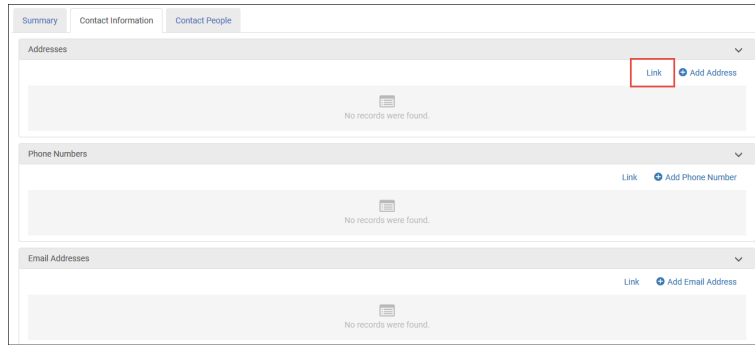 Summary Contact Information Contact People
Addresses
Link Add Address
No records were found.
Phone Numbers
Link Add Phone Number
No records were found.
Email Addresses
Link Add Email Address
No records were found.